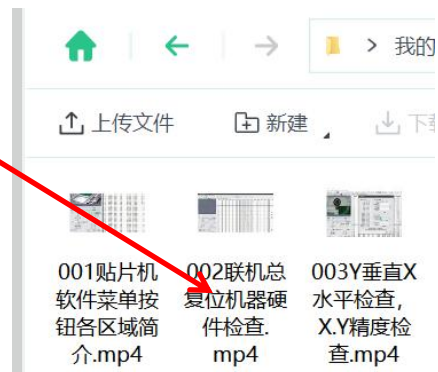 > 我的
上传文件 新建 下载
001贴片机
软件菜单按
钮各区域简
介.mp4
002联机总
复位机器硬
件检查.
mp4
003Y垂直X
水平检查，
X.Y精度检
查.mp4